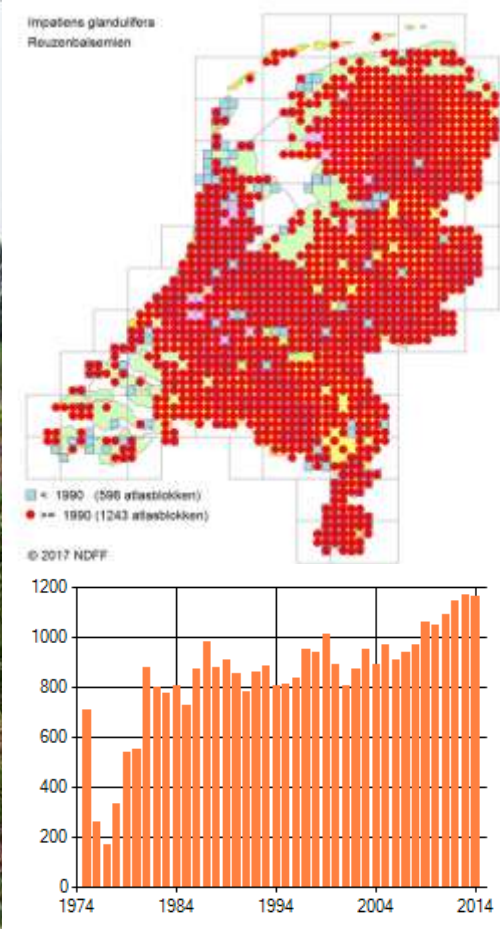 Impatiens glandulifera
Reuzenbalsemien
< 1990 (596 atlasblokken)
>= 1990 (1243 atlasblokken)
© 2017 NDFF
1200
1000
800
600
400
200
0
1974 1984 1994 2004 2014